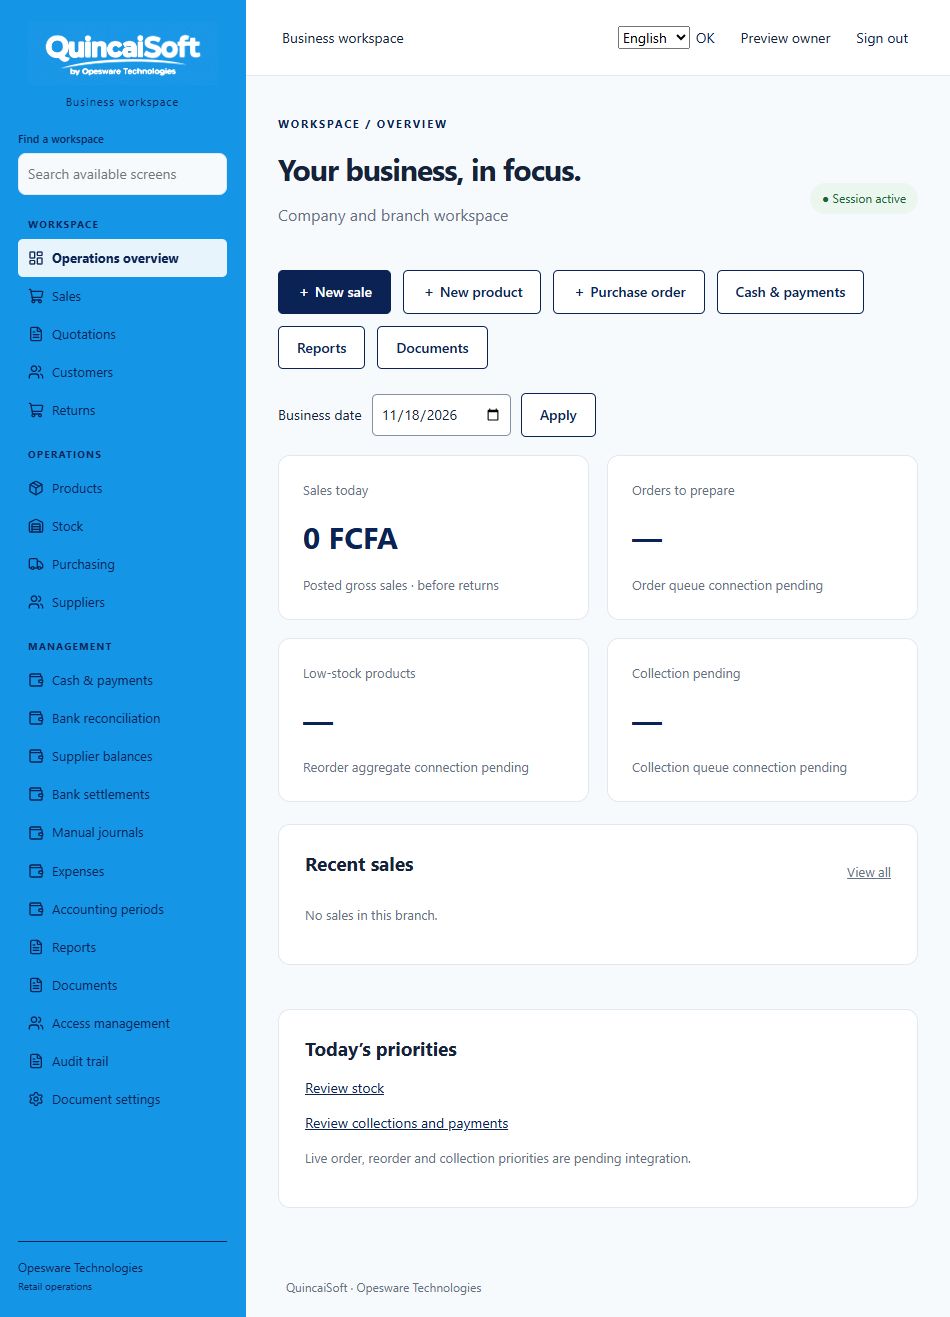 QuincaiSoft
by Opesware Technologies
Business workspace
Find a workspace
Search available screens
WORKSPACE
Operations overview
Sales
Quotations
Customers
Returns
OPERATIONS
Products
Stock
Purchasing
Suppliers
MANAGEMENT
Cash & payments
Bank reconciliation
Supplier balances
Bank settlements
Manual journals
Expenses
Accounting periods
Reports
Documents
Access management
Audit trail
Document settings
Opesware Technologies
Retail operations
Business workspace
English OK Preview owner Sign out
WORKSPACE / OVERVIEW
Your business, in focus.
Company and branch workspace
● Session active
+ New sale + New product + Purchase order Cash & payments
Reports Documents
Business date 11/18/2026 Apply
Sales today
0 FCFA
Posted gross sales · before returns
Orders to prepare
—
Order queue connection pending
Low-stock products
—
Reorder aggregate connection pending
Collection pending
—
Collection queue connection pending
Recent sales
View all
No sales in this branch.
Today’s priorities
Review stock
Review collections and payments
Live order, reorder and collection priorities are pending integration.
QuincaiSoft · Opesware Technologies